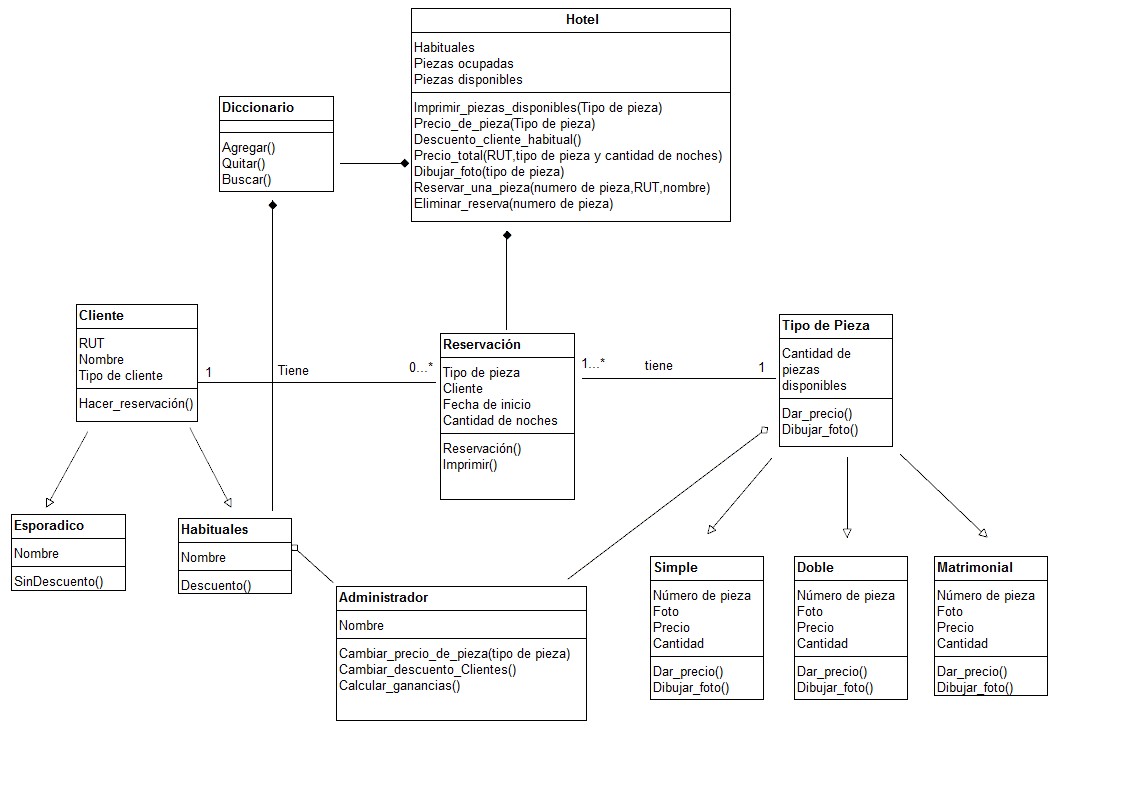 Hotel
Habituales
Piezas ocupadas
Piezas disponibles
Imprimir_piezas_disponibles(Tipo de pieza)
Precio_de_pieza(Tipo de pieza)
Descuento_cliente_habitual()
Precio_total(RUT,tipo de pieza y cantidad de noches)
Dibujar_foto(tipo de pieza)
Reservar_una_pieza(numero de pieza,RUT,nombre)
Eliminar_reserva(numero de pieza)
Diccionario
Agregar()
Quitar()
Buscar()
Cliente
RUT
Nombre
Tipo de cliente
Hacer_reservación()
1
Tiene
0...*
Reservación
Tipo de pieza
Cliente
Fecha de inicio
Cantidad de noches
Reservación()
Imprimir()
1...*
tiene
1
Tipo de Pieza
Cantidad de
piezas
disponibles
Dar_precio()
Dibujar_foto()
Esporadico
Nombre
SinDescuento()
Habituales
Nombre
Descuento()
Administrador
Nombre
Cambiar_precio_de_pieza(tipo de pieza)
Cambiar_descuento_Clientes()
Calcular_ganancias()
Simple
Número de pieza
Foto
Precio
Cantidad
Dar_precio()
Dibujar_foto()
Doble
Número de pieza
Foto
Precio
Cantidad
Dar_precio()
Dibujar_foto()
Matrimonial
Número de pieza
Foto
Precio
Cantidad
Dar_precio()
Dibujar_foto()